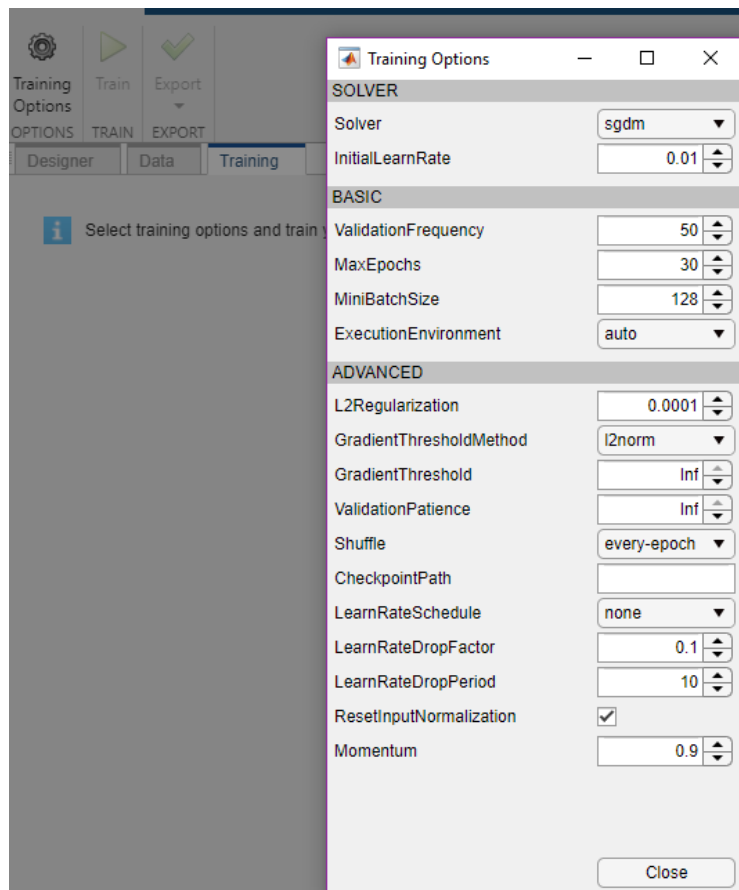 Training Options
Train
Export
OPTIONS
TRAIN
EXPORT
Designer
Data
Training
Select training options and train
Training Options
SOLVER
Solver sgdm
InitialLearnRate 0.01
BASIC
ValidationFrequency 50
MaxEpochs 30
MiniBatchSize 128
ExecutionEnvironment auto
ADVANCED
L2Regularization 0.0001
GradientThresholdMethod l2norm
GradientThreshold Inf
ValidationPatience Inf
Shuffle every-epoch
CheckpointPath
LearnRateSchedule none
LearnRateDropFactor 0.1
LearnRateDropPeriod 10
ResetInputNormalization
Momentum 0.9
Close